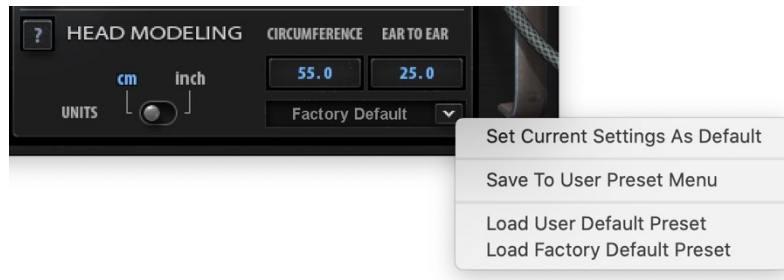 ? HEAD MODELING CIRCUMFERENCE EAR TO EAR
cm inch 55.0 25.0
UNITS Factory Default
Set Current Settings As Default
Save To User Preset Menu
Load User Default Preset
Load Factory Default Preset